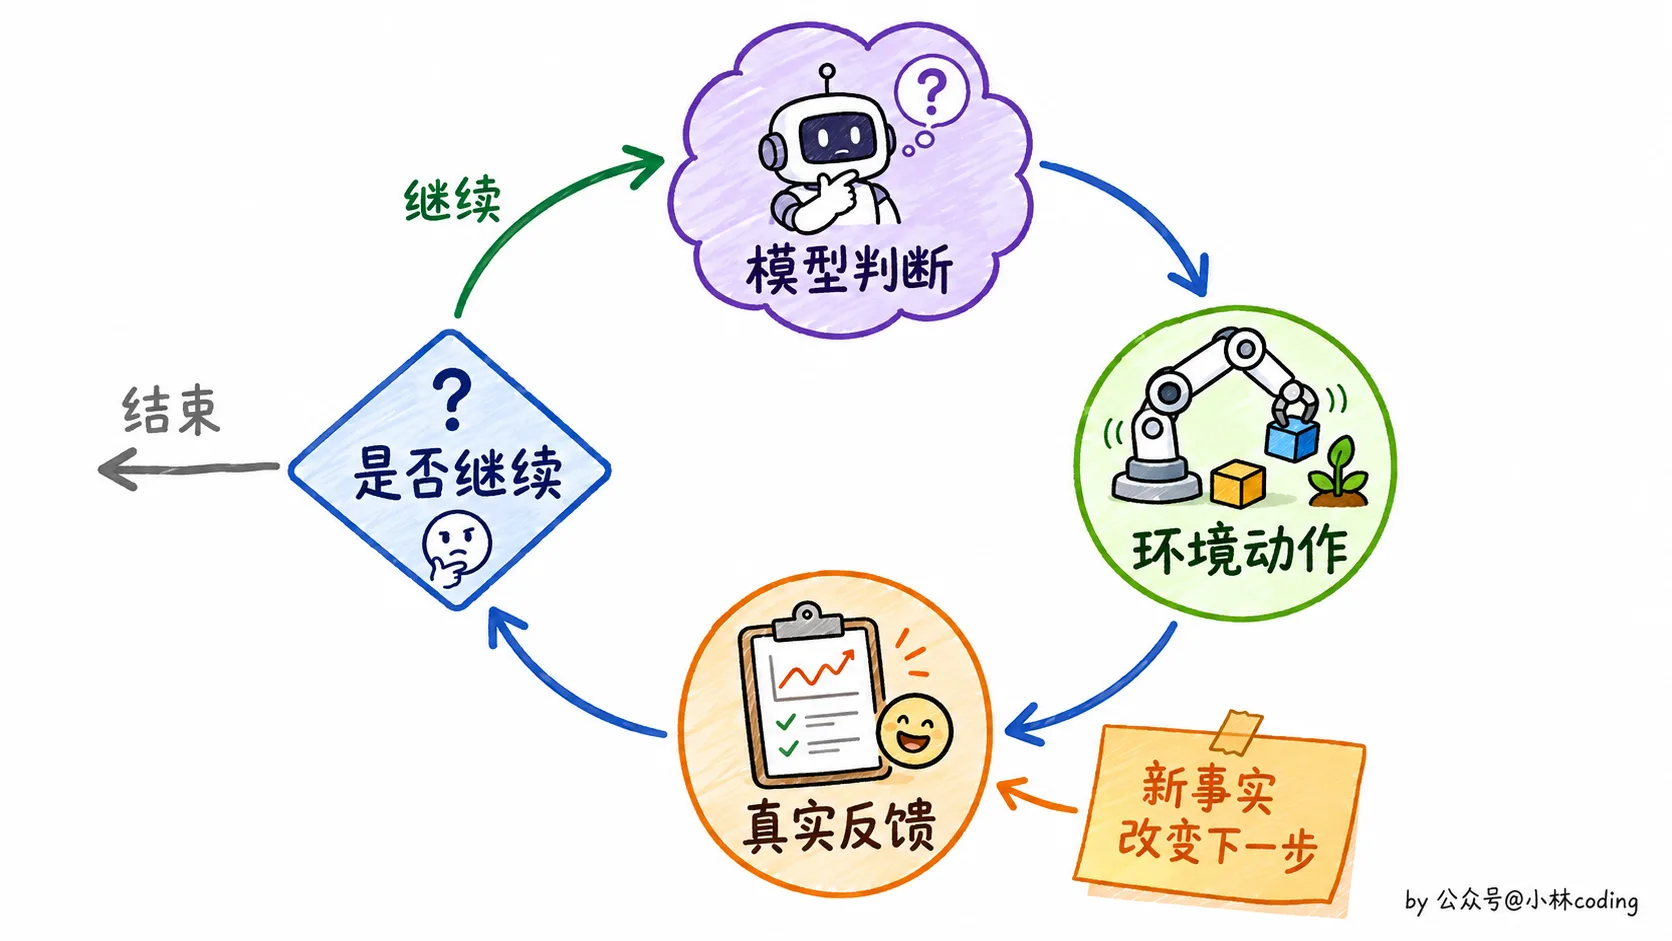 ?
模型判断
继续
环境动作
结束
?
是否继续
真实反馈
新事实
改变下一步
by 公众号@小林coding